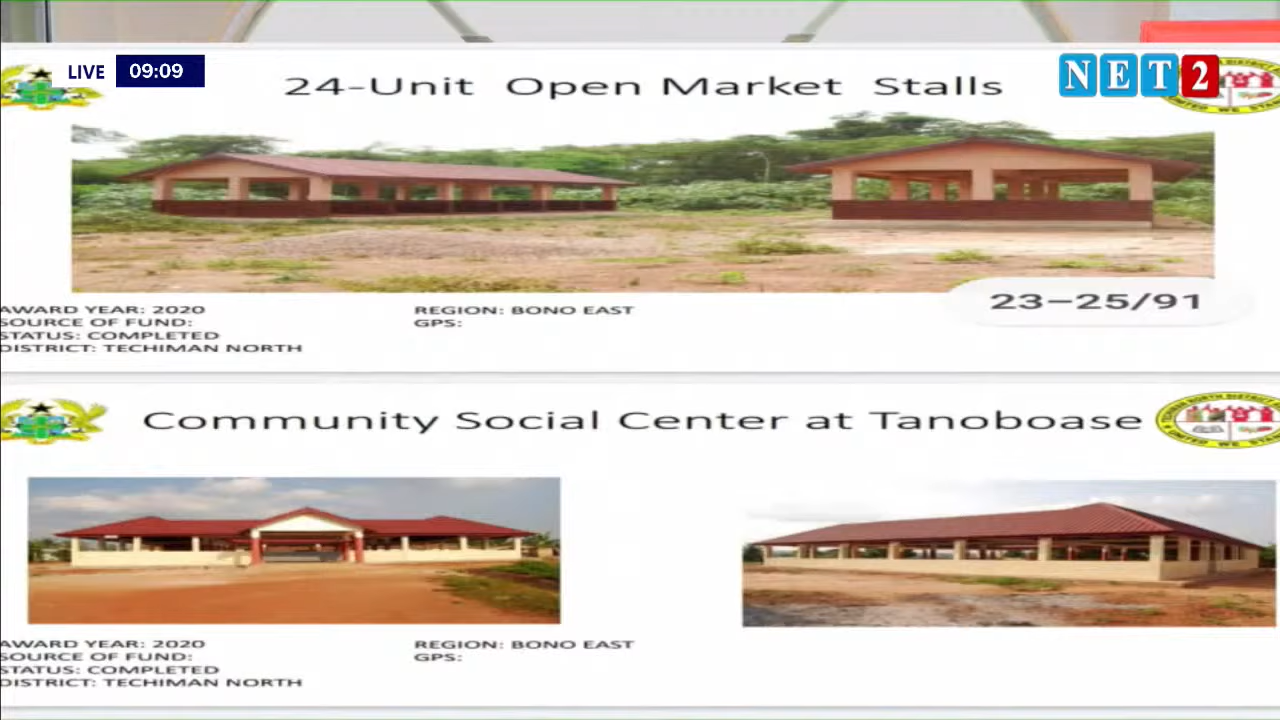 LIVE 09:09
NET2
24-Unit Open Market Stalls
AWARD YEAR: 2020
SOURCE OF FUND:
STATUS: COMPLETED
DISTRICT: TECHIMAN NORTH
REGION: BONO EAST
GPS:
23-25/91
Community Social Center at Tanoboase
AWARD YEAR: 2020
SOURCE OF FUND:
STATUS: COMPLETED
DISTRICT: TECHIMAN NORTH
REGION: BONO EAST
GPS: